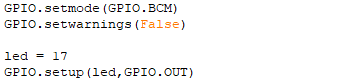 GPIO.setmode(GPIO.BCM)
GPIO.setwarnings(False)
led = 17
GPIO.setup(led,GPIO.OUT)